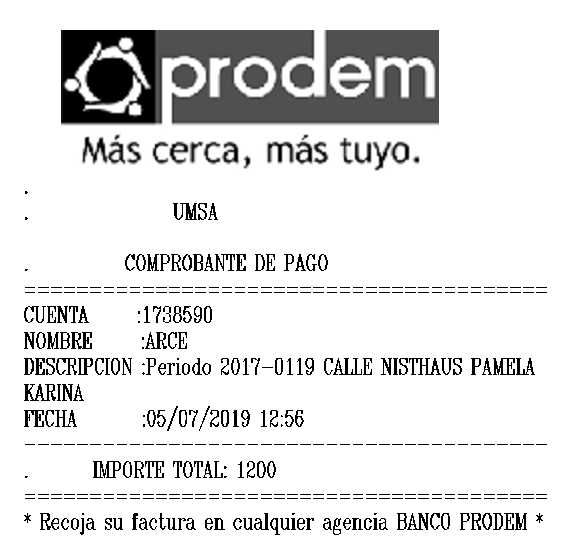 prodem
Más cerca, más tuyo.
.
. UMSA
. COMPROBANTE DE PAGO
========================================
CUENTA :1738590
NOMBRE :ARCE
DESCRIPCION :Periodo 2017-0119 CALLE NISTHAUS PAMELA
KARINA
FECHA :05/07/2019 12:56
----------------------------------------
. IMPORTE TOTAL: 1200
========================================
* Recoja su factura en cualquier agencia BANCO PRODEM *